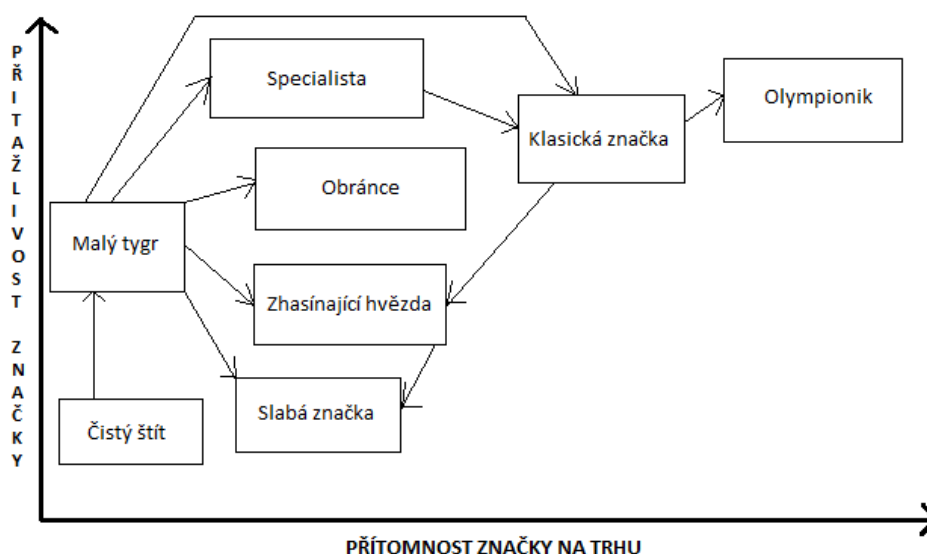 PŘITAŽLIVOST ZNAČKY
Specialista
Olympionik
Klasická značka
Obránce
Malý tygr
Zhasínající hvězda
Slabá značka
Čistý štít
PŘÍTOMNOST ZNAČKY NA TRHU